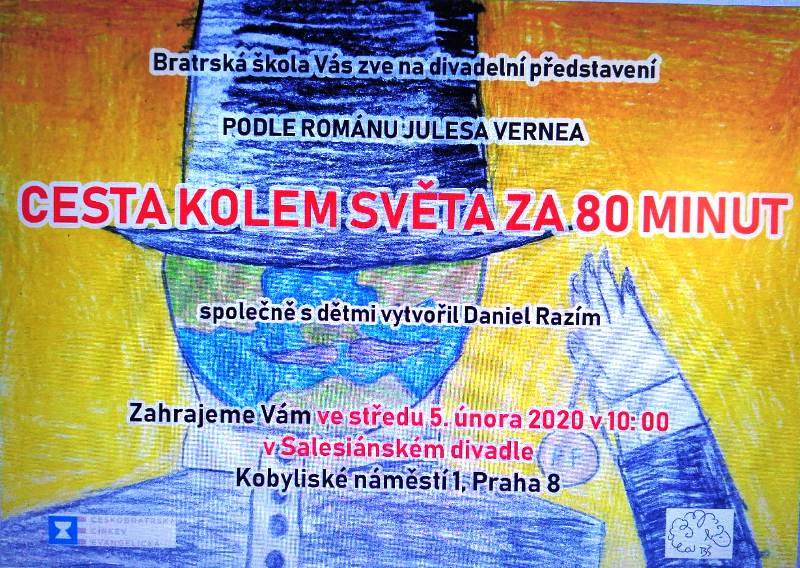 Bratrská škola Vás zve na divadelní představení
PODLE ROMÁNU JULESA VERNEA
CESTA KOLEM SVĚTA ZA 80 MINUT
společně s dětmi vytvořil Daniel Razím
Zahrajeme Vám ve středu 5. února 2020 v 10: 00
v Salesiánském divadle
Kobyliské náměstí 1, Praha 8
ČESKOBRATRSKÁ
CÍRKEV
EVANGELICKÁ